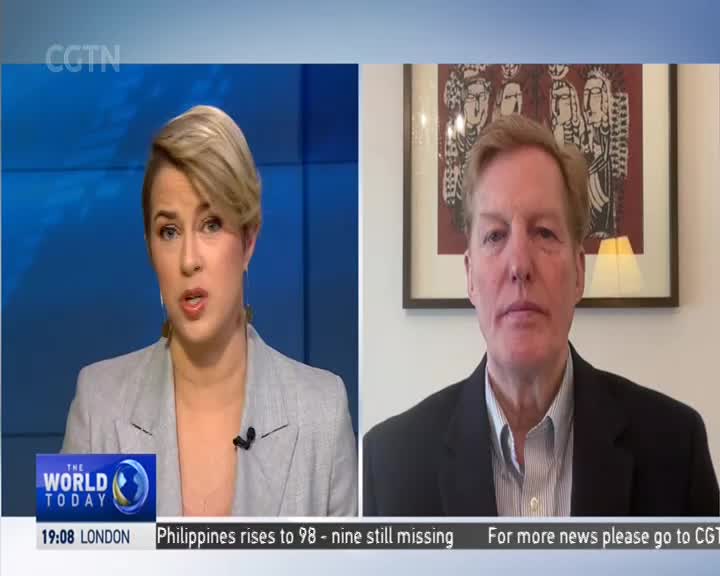 CGTN
THE
WORLD
TODAY
19:08 LONDON
Philippines rises to 98 - nine still missing For more news please go to CGT